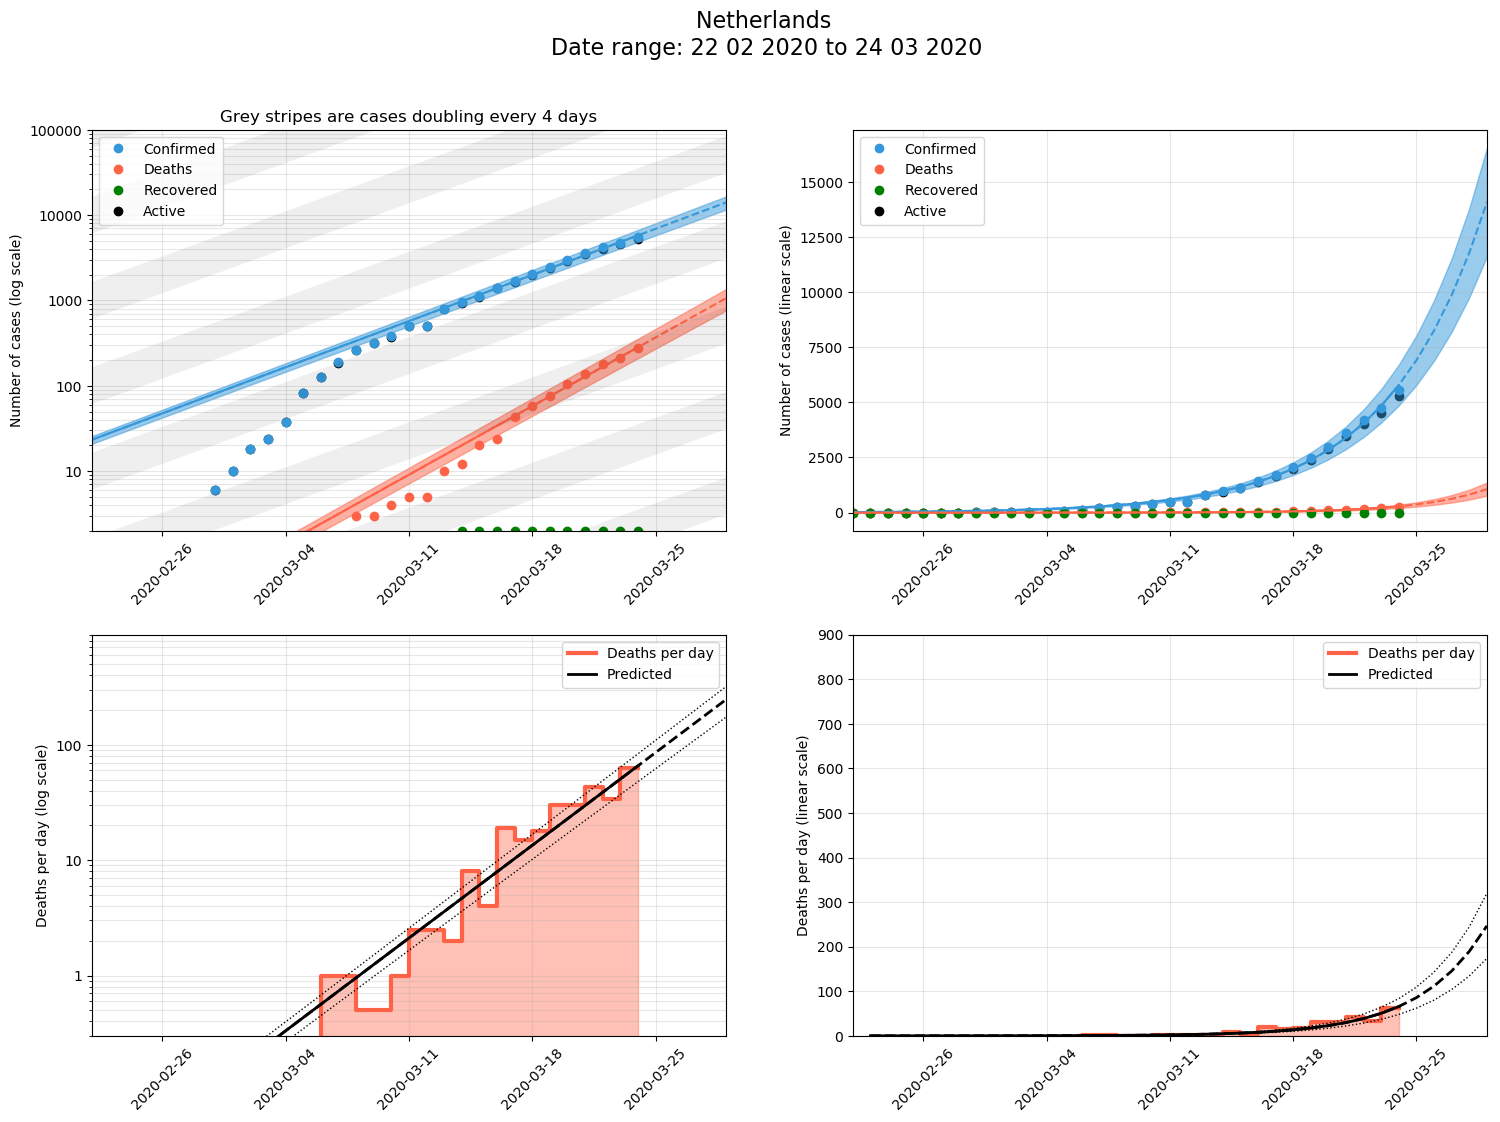 Netherlands
Date range: 22 02 2020 to 24 03 2020
Grey stripes are cases doubling every 4 days
Number of cases (log scale)
100000
10000
1000
100
10
Confirmed
Deaths
Recovered
Active
2020-02-26
2020-03-04
2020-03-11
2020-03-18
2020-03-25
Number of cases (linear scale)
15000
12500
10000
7500
5000
2500
0
Confirmed
Deaths
Recovered
Active
2020-02-26
2020-03-04
2020-03-11
2020-03-18
2020-03-25
Deaths per day (log scale)
100
10
1
Deaths per day
Predicted
2020-02-26
2020-03-04
2020-03-11
2020-03-18
2020-03-25
Deaths per day (linear scale)
900
800
700
600
500
400
300
200
100
0
Deaths per day
Predicted
2020-02-26
2020-03-04
2020-03-11
2020-03-18
2020-03-25